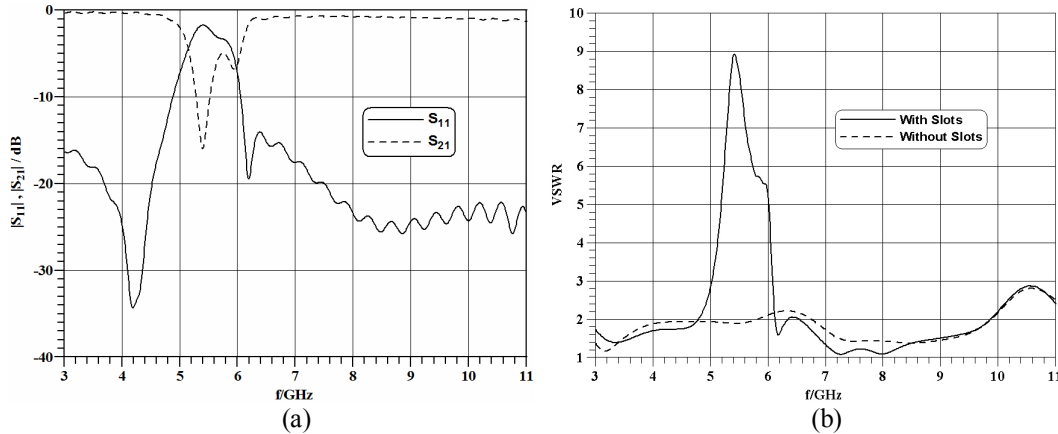 0
-10
-20
-30
-40
|S11| , |S21| / dB
S11
S21
3 4 5 6 7 8 9 10 11
f/GHz
(a)
10
9
8
7
6
5
4
3
2
1
VSWR
With Slots
Without Slots
3 4 5 6 7 8 9 10 11
f/GHz
(b)